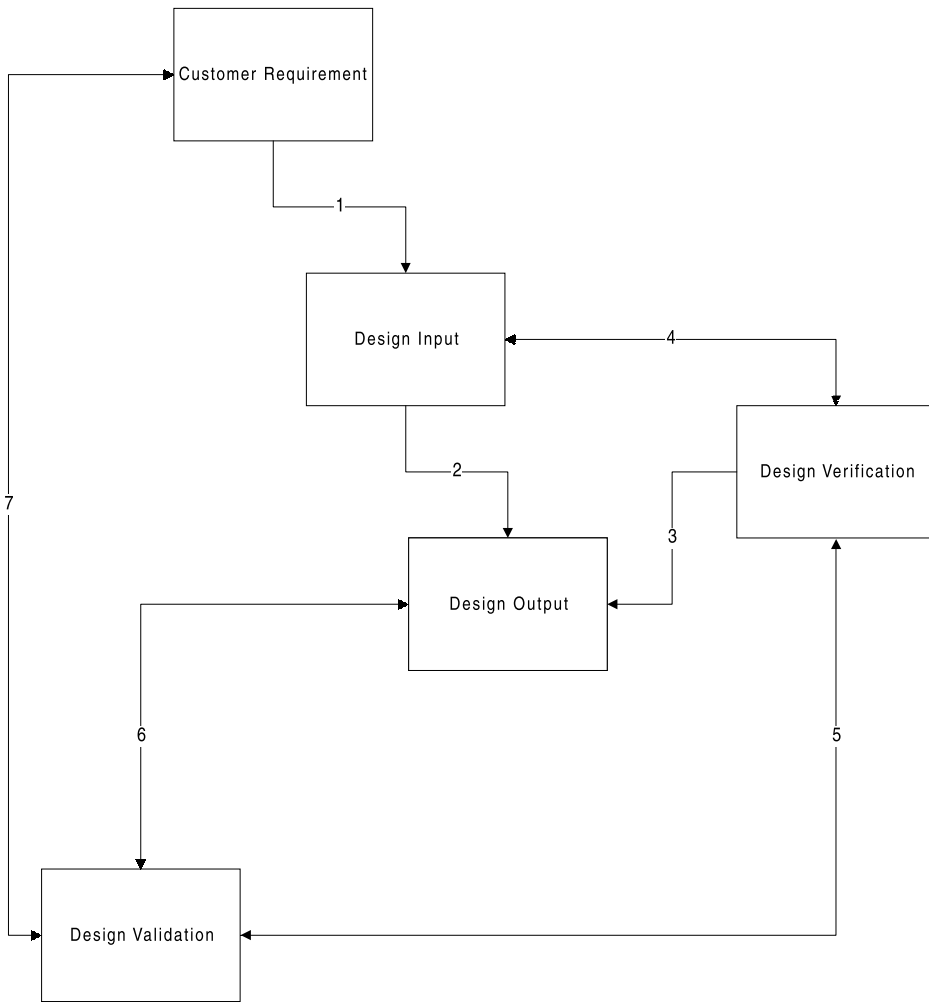 Customer Requirement
1
Design Input
4
Design Verification
2
7
3
Design Output
6
5
Design Validation